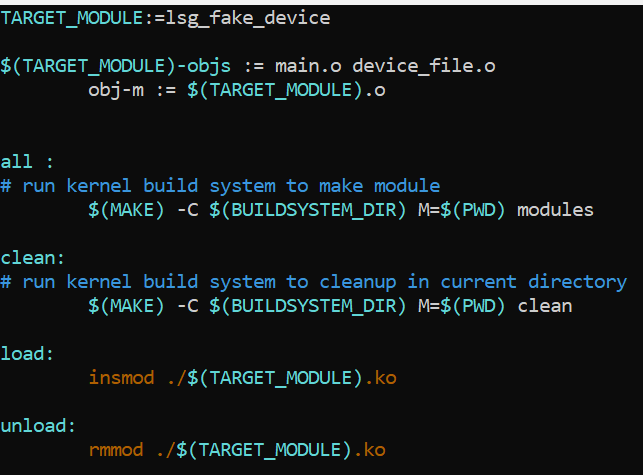 TARGET_MODULE:=lsg_fake_device
$(TARGET_MODULE)-objs := main.o device_file.o
obj-m := $(TARGET_MODULE).o
all :
# run kernel build system to make module
$(MAKE) -C $(BUILDSYSTEM_DIR) M=$(PWD) modules
clean:
# run kernel build system to cleanup in current directory
$(MAKE) -C $(BUILDSYSTEM_DIR) M=$(PWD) clean
load:
insmod ./$(TARGET_MODULE).ko
unload:
rmmod ./$(TARGET_MODULE).ko